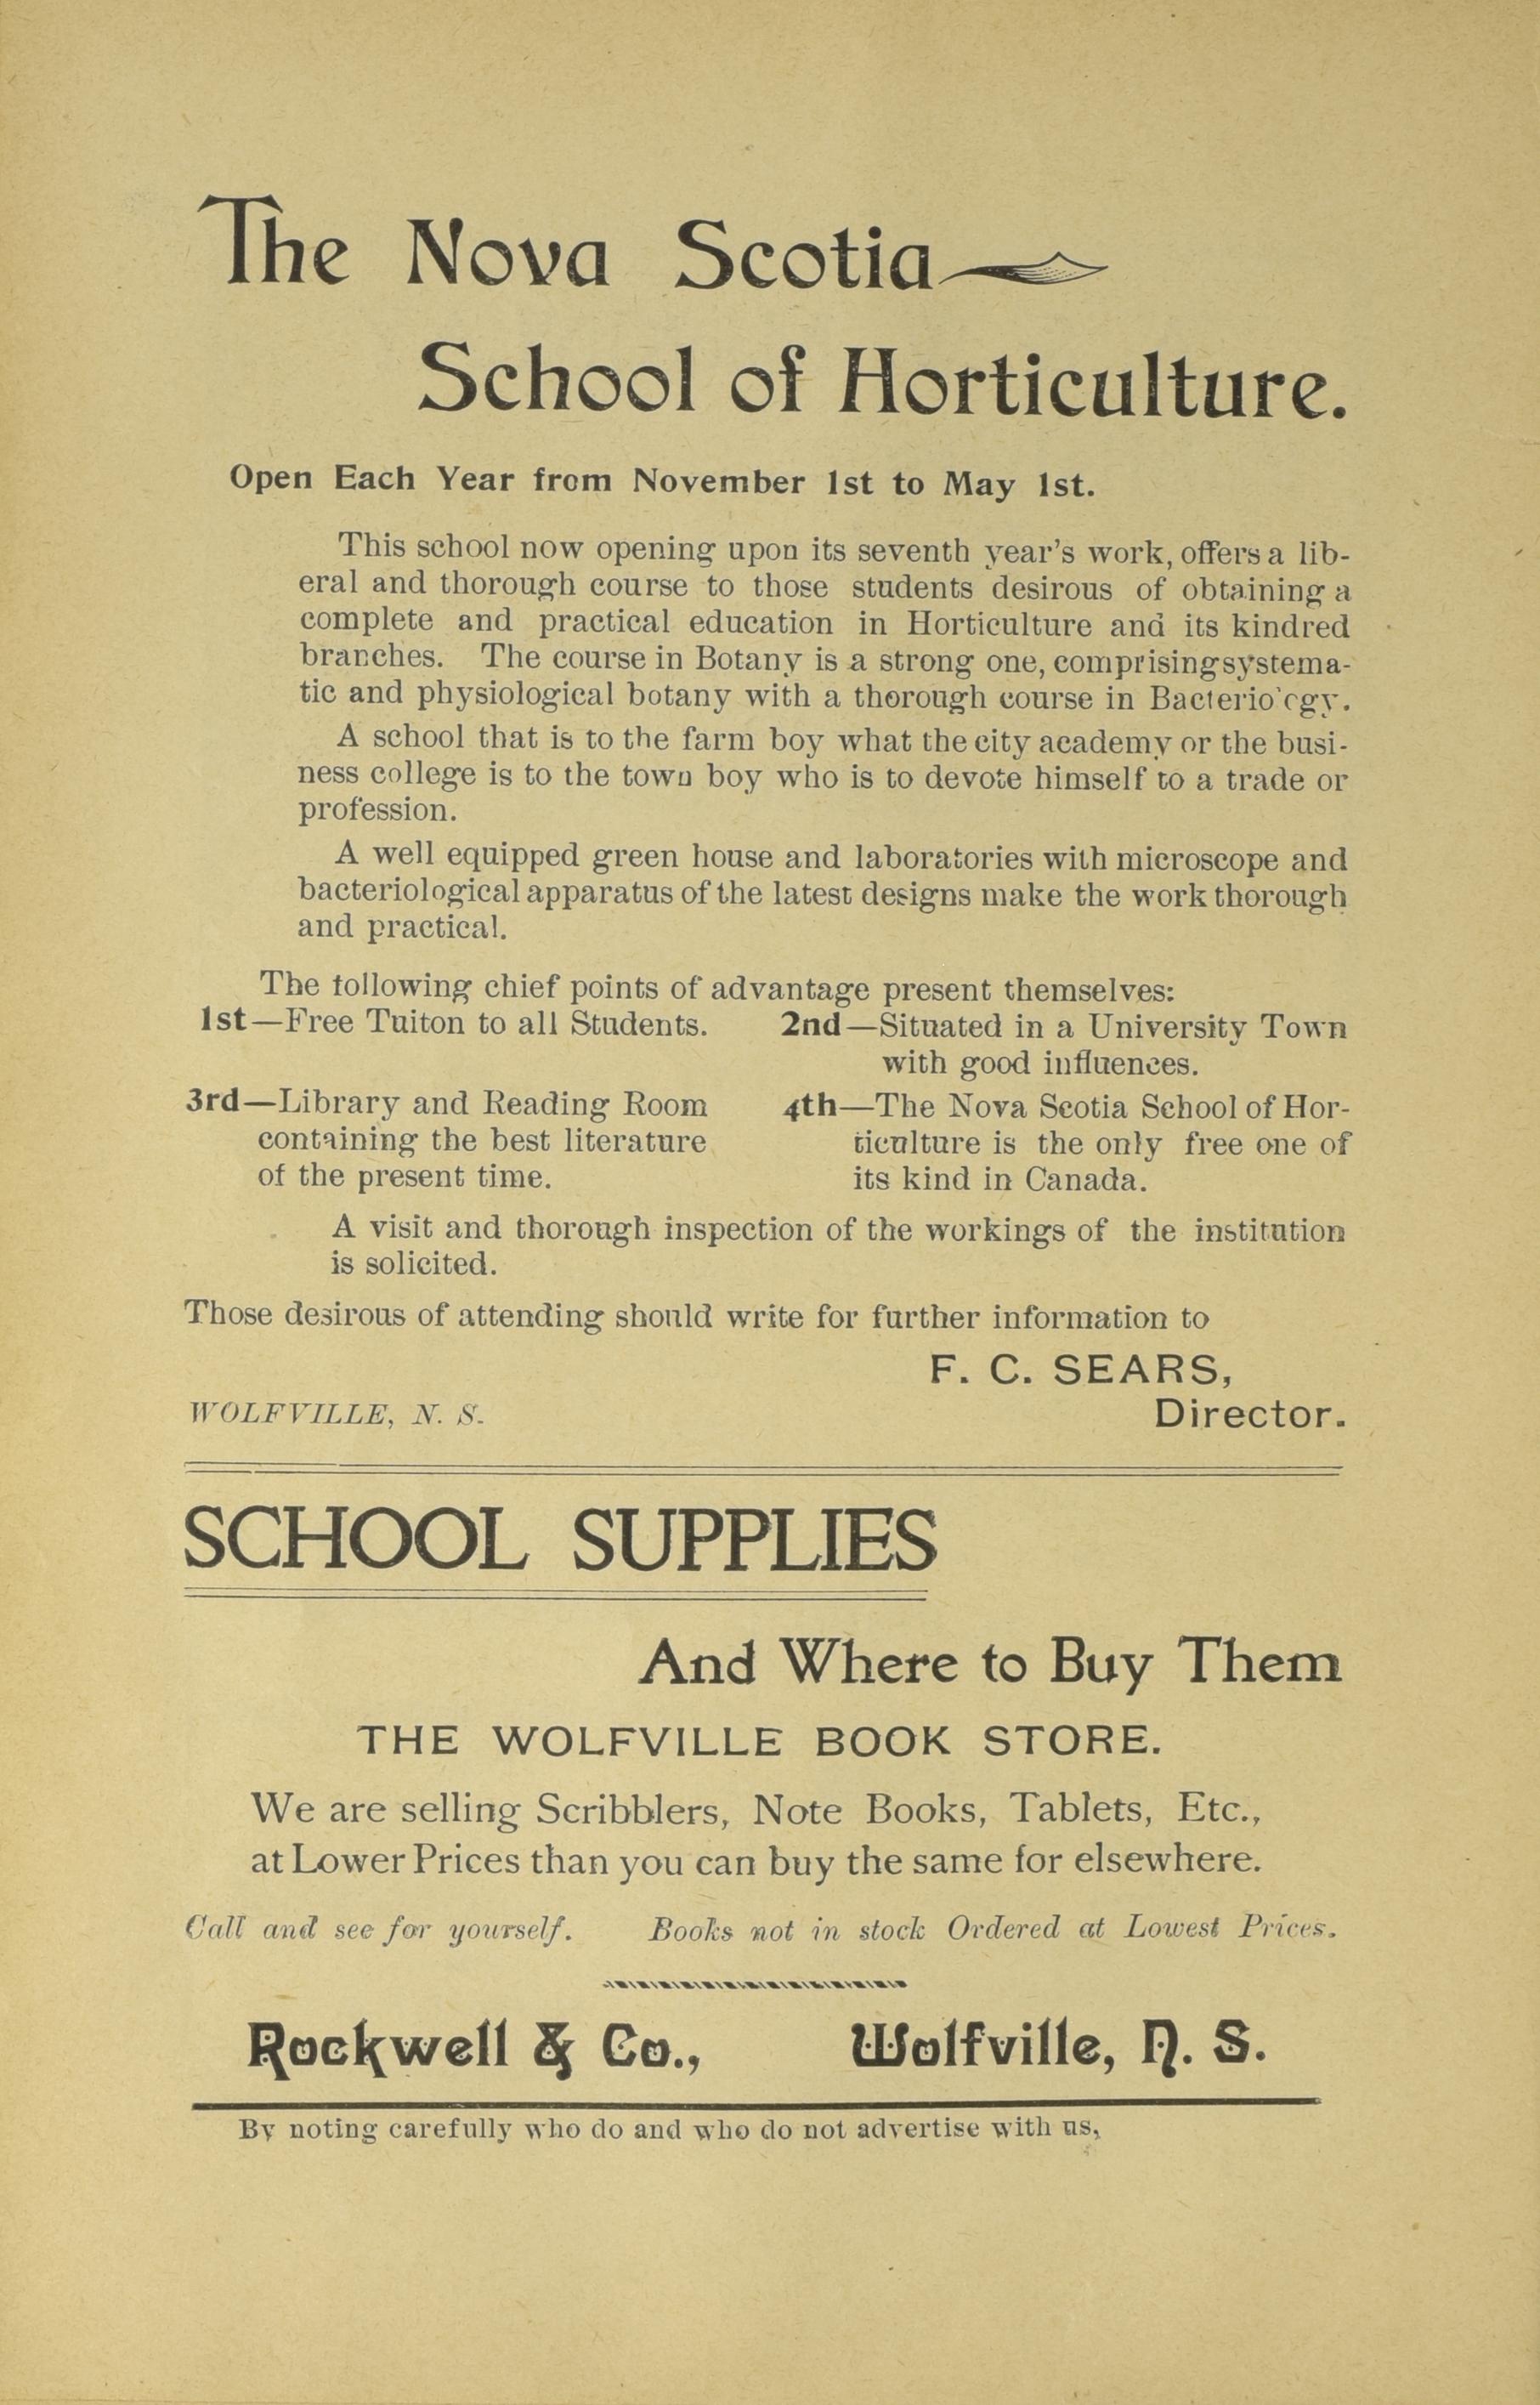 The Nova Scotia
School of Horticulture.
Open Each Year from November 1st to May 1st.
This school now opening upon its seventh year's work, offers a lib-
eral and thorough course to those students desirous of obtaining a
complete and practical education in Horticulture and its kindred
branches. The course in Botany is a strong one, comprising systema-
tic and physiological botany with a thorough course in Bacteriology.
A school that is to the farm boy what the city academy or the busi-
ness college is to the town boy who is to devote himself to a trade or
profession.
A well equipped green house and laboratories with microscope and
bacteriological apparatus of the latest designs make the work thorough
and practical.
The following chief points of advantage present themselves:
1st—Free Tuiton to all Students.
2nd—Situated in a University Town
with good influences.
3rd—Library and Reading Room
containing the best literature
of the present time.
4th—The Nova Scotia School of Hor-
ticulture is the only free one of
its kind in Canada.
A visit and thorough inspection of the workings of the institution
is solicited.
Those desirous of attending should write for further information to
F. C. SEARS,
WOLFVILLE, N. S. Director.
SCHOOL SUPPLIES
And Where to Buy Them
THE WOLFVILLE BOOK STORE.
We are selling Scribblers, Note Books, Tablets, Etc.,
at Lower Prices than you can buy the same for elsewhere.
Call and see for yourself. Books not in stock Ordered at Lowest Prices.
Rockwell & Co., Wolfville, N. S.
By noting carefully who do and who do not advertise with us,